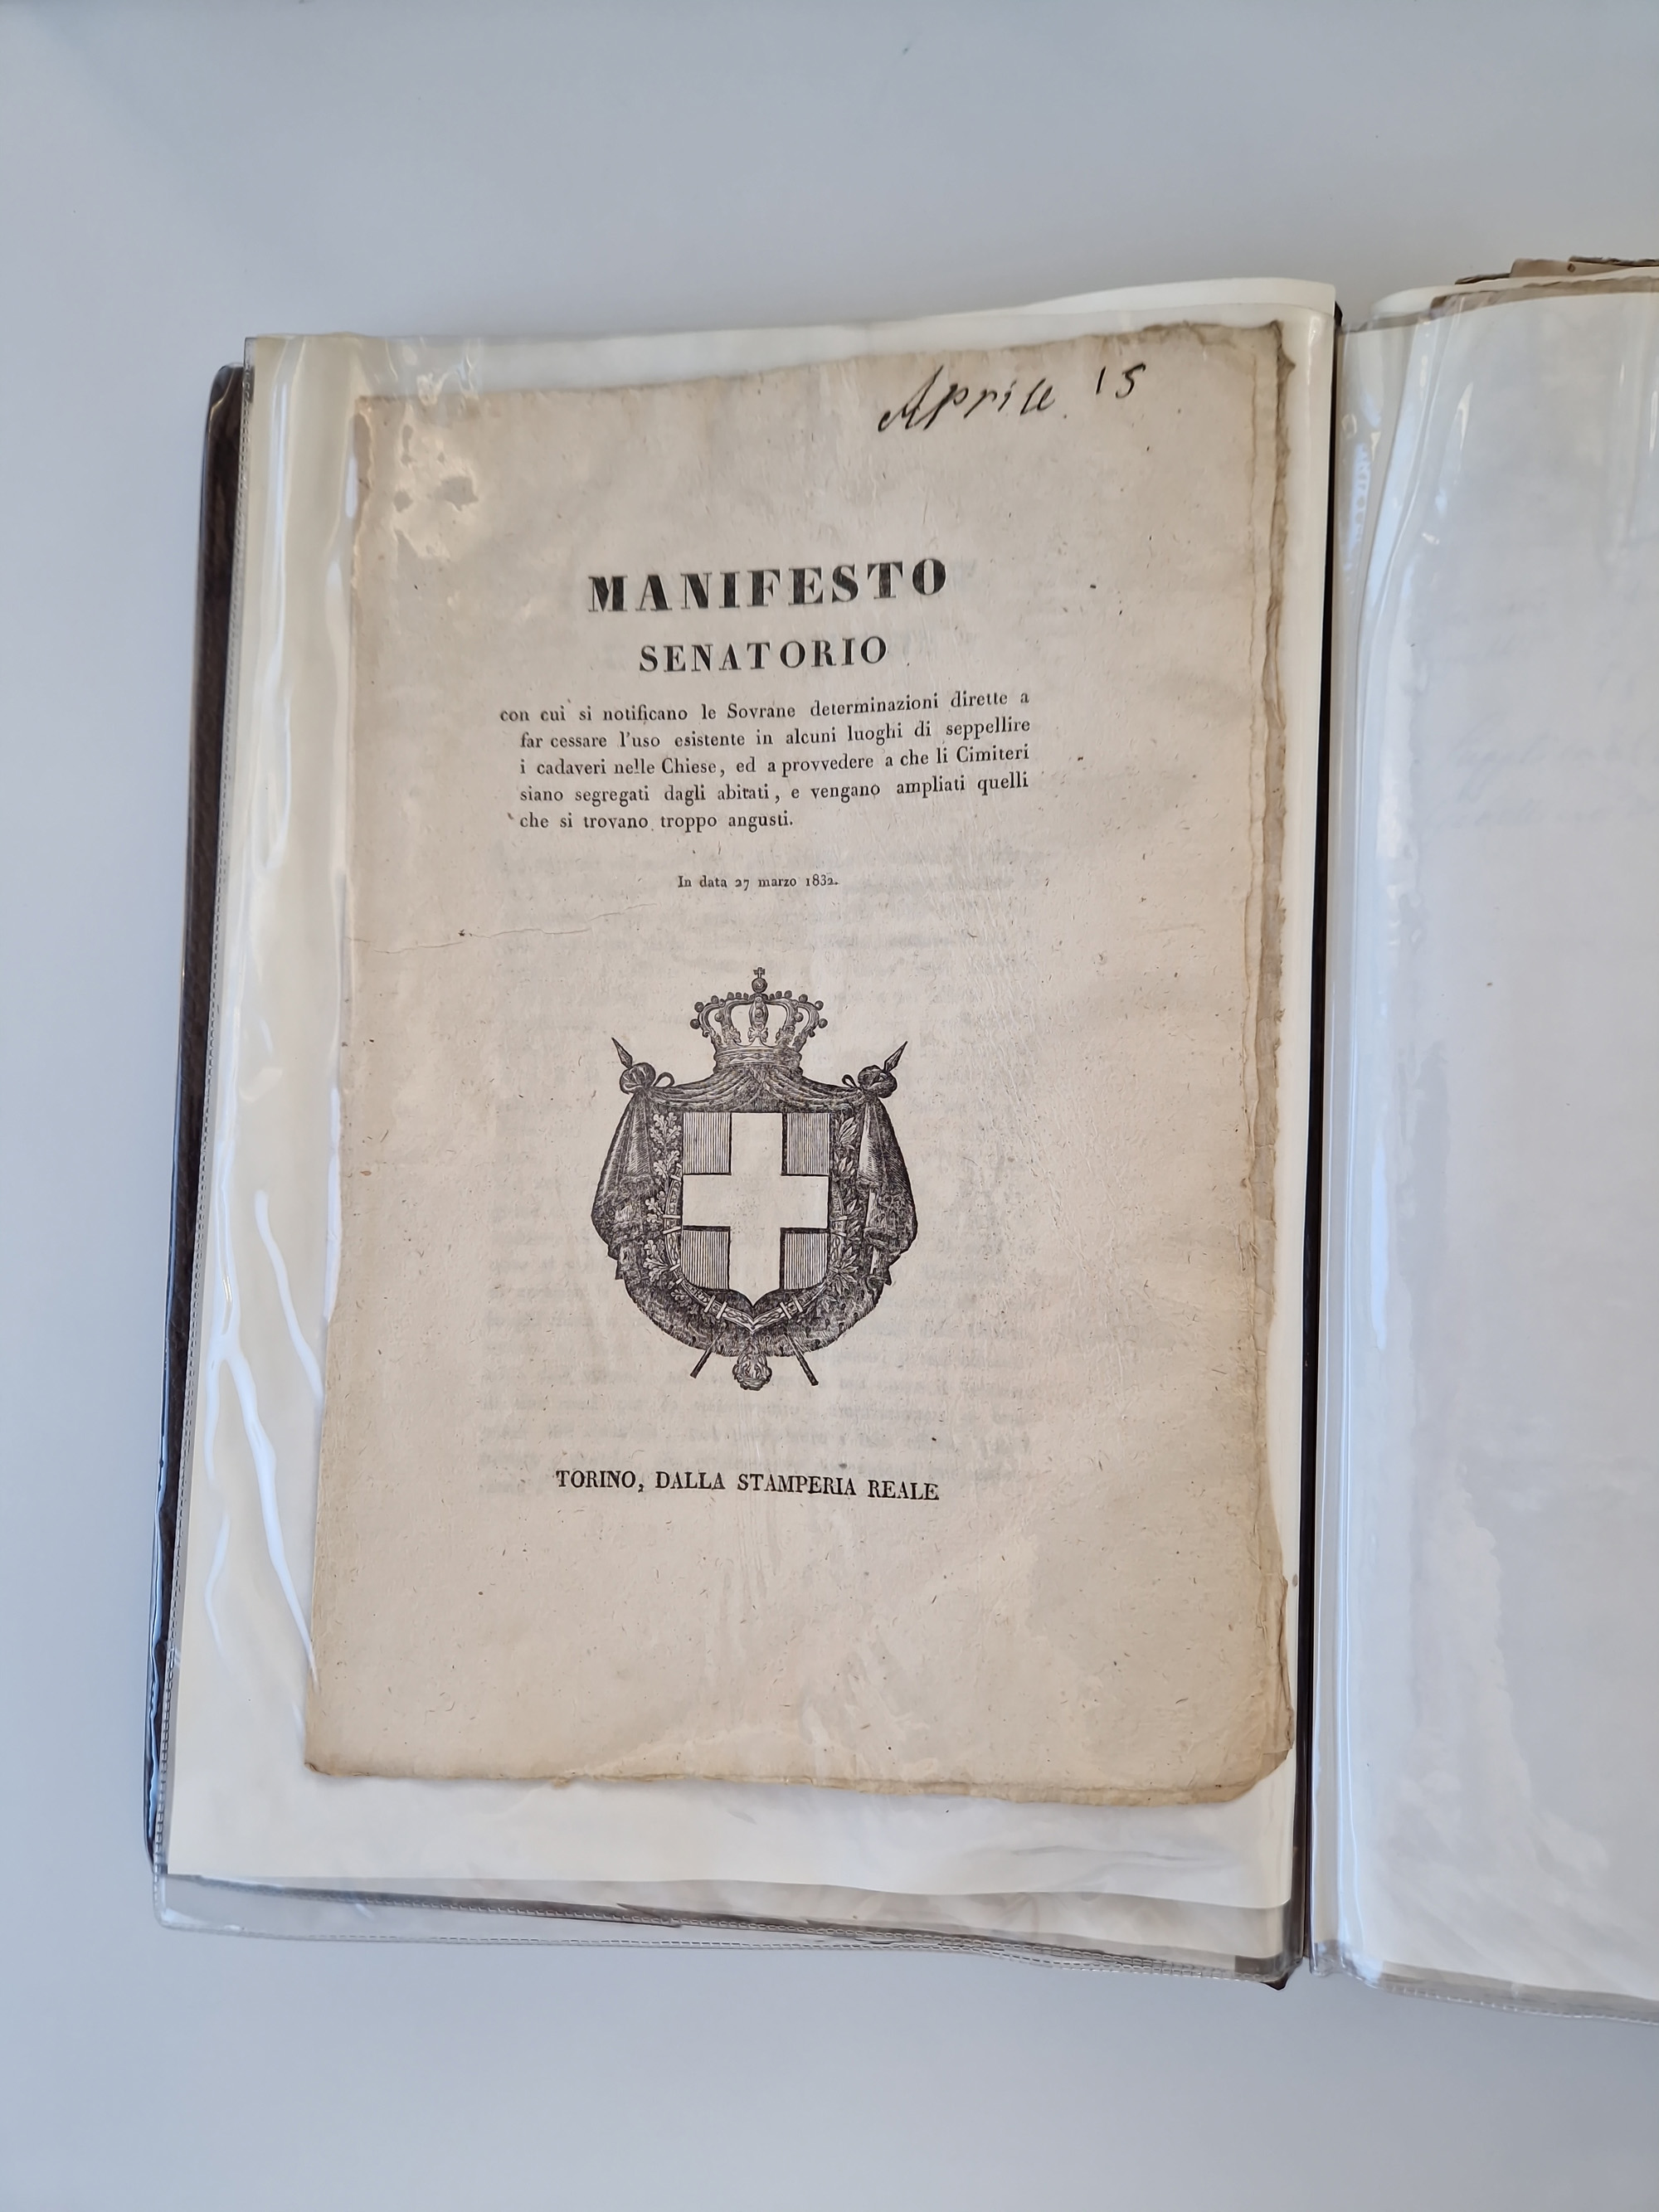 Aprile 15
MANIFESTO
SENATORIO
con cui si notificano le Sovrane determinazioni dirette a
far cessare l'uso esistente in alcuni luoghi di seppellire
i cadaveri nelle Chiese, ed a provvedere a che li Cimiteri
siano segregati dagli abitati, e vengano ampliati quelli
che si trovano troppo angusti.
In data 27 marzo 1832.
TORINO, DALLA STAMPERIA REALE